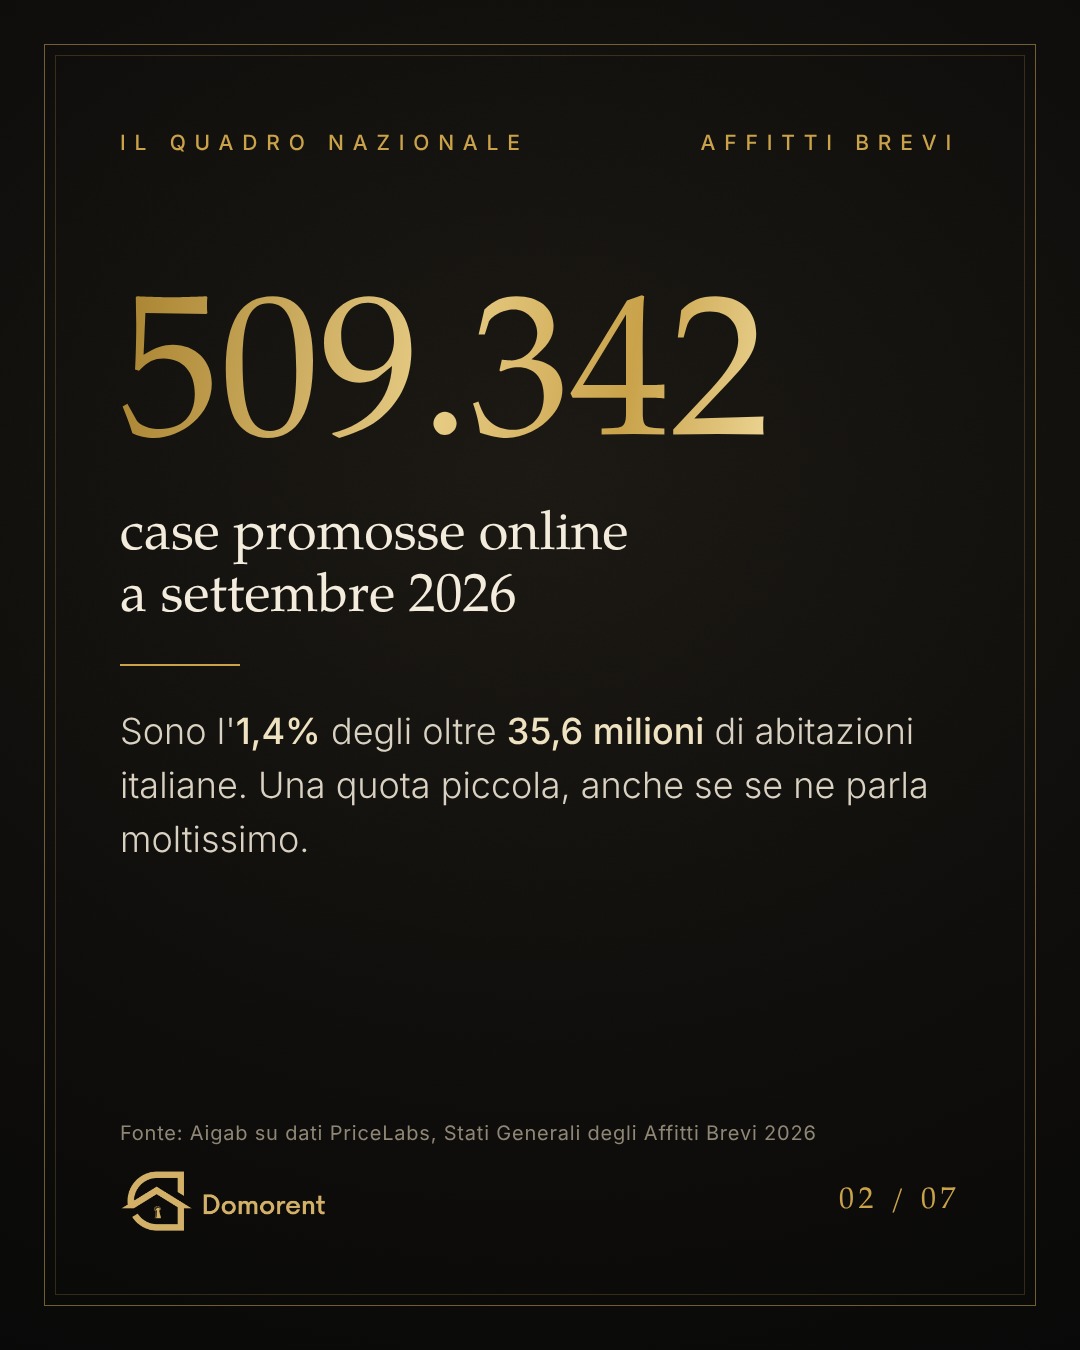 IL QUADRO NAZIONALE
AFFITTI BREVI
509.342
case promosse online
a settembre 2026
Sono l'1,4% degli oltre 35,6 milioni di abitazioni
italiane. Una quota piccola, anche se se ne parla
moltissimo.
Fonte: Aigab su dati PriceLabs, Stati Generali degli Affitti Brevi 2026
Domorent
02 / 07